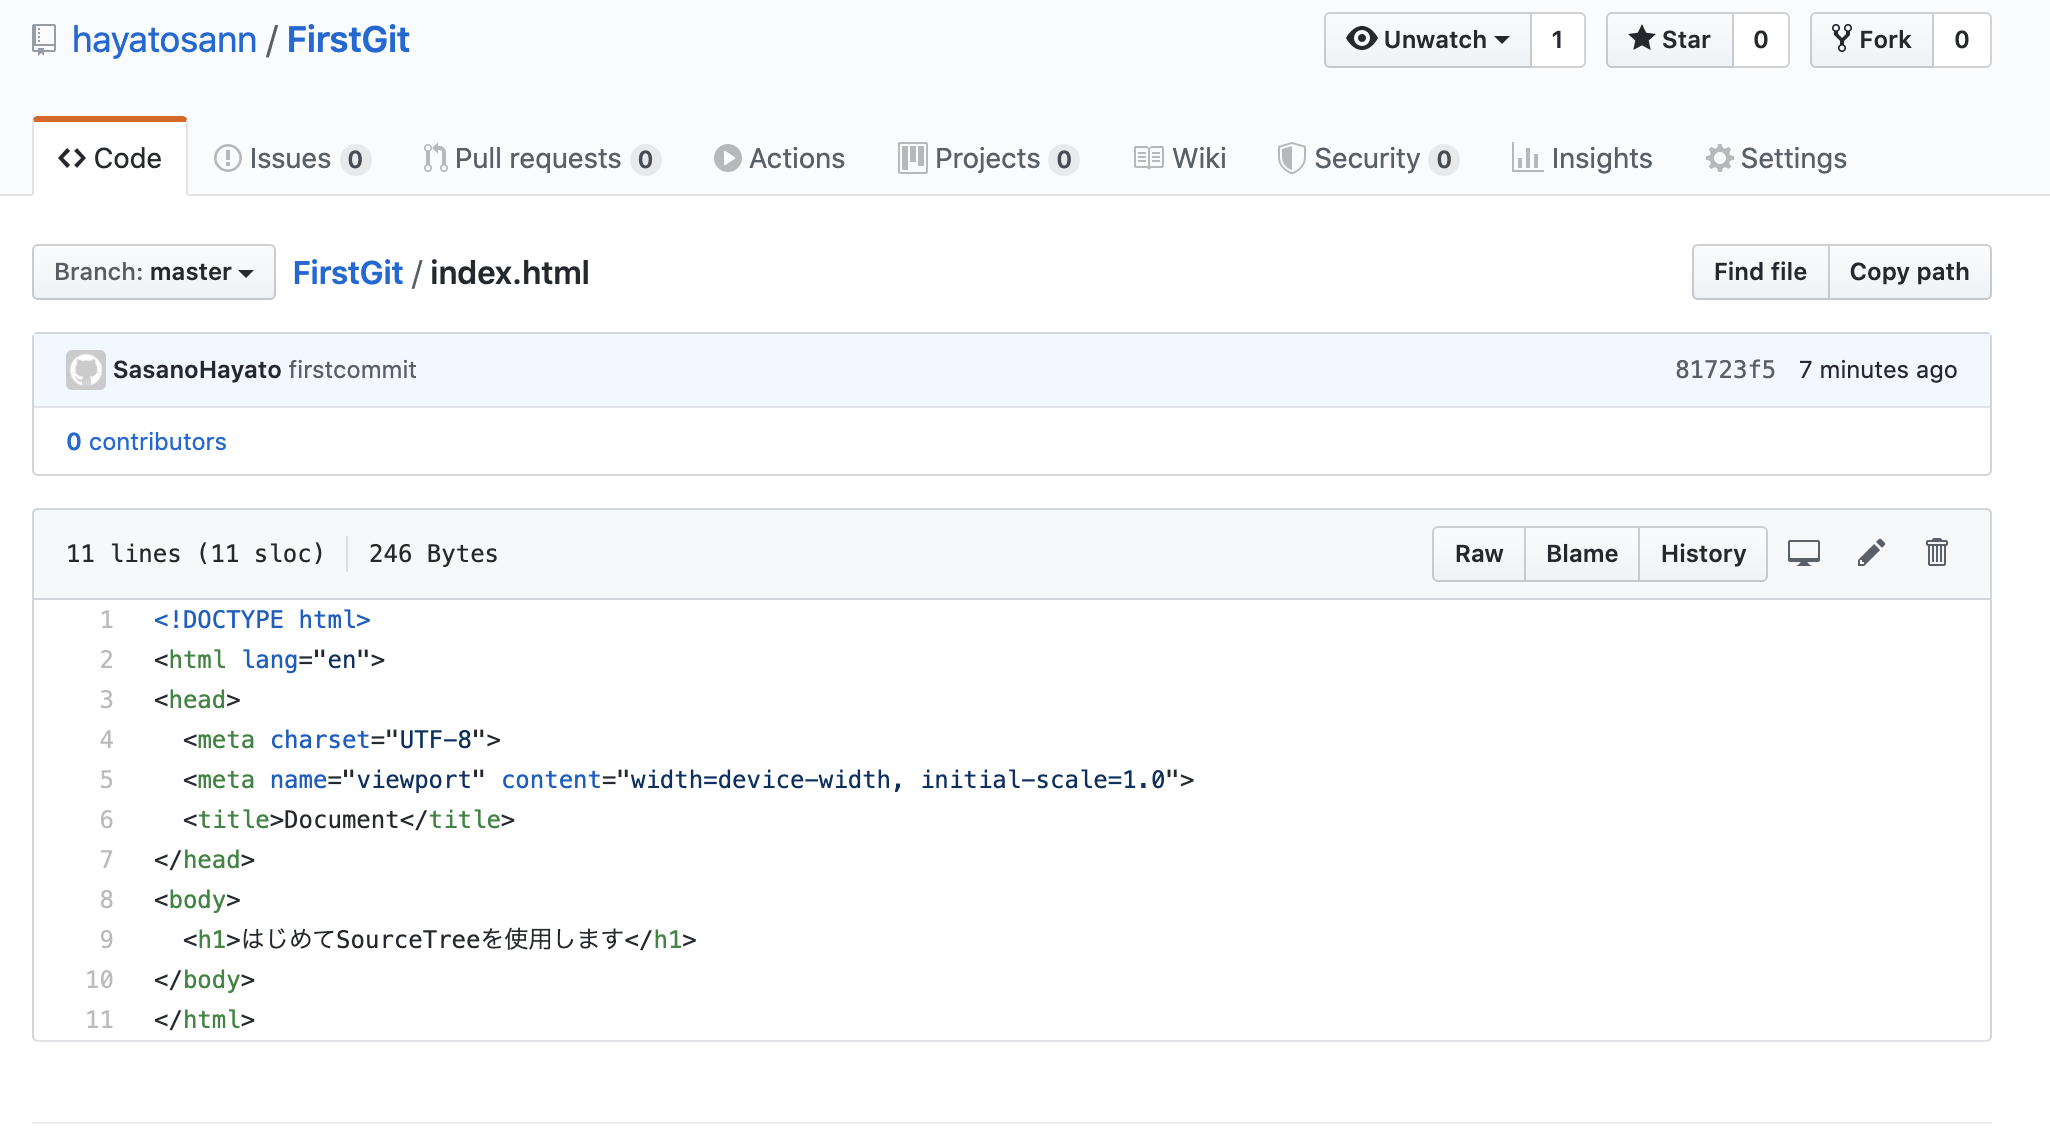 hayatosann / FirstGit
Unwatch 1 Star 0 Fork 0
Code Issues 0 Pull requests 0 Actions Projects 0 Wiki Security 0 Insights Settings
Branch: master FirstGit / index.html Find file Copy path
SasanoHayato firstcommit 81723f5 7 minutes ago
0 contributors
11 lines (11 sloc) 246 Bytes Raw Blame History
1 <!DOCTYPE html>
2 <html lang="en">
3 <head>
4   <meta charset="UTF-8">
5   <meta name="viewport" content="width=device-width, initial-scale=1.0">
6   <title>Document</title>
7 </head>
8 <body>
9   <h1>はじめてSourceTreeを使用します</h1>
10 </body>
11 </html>